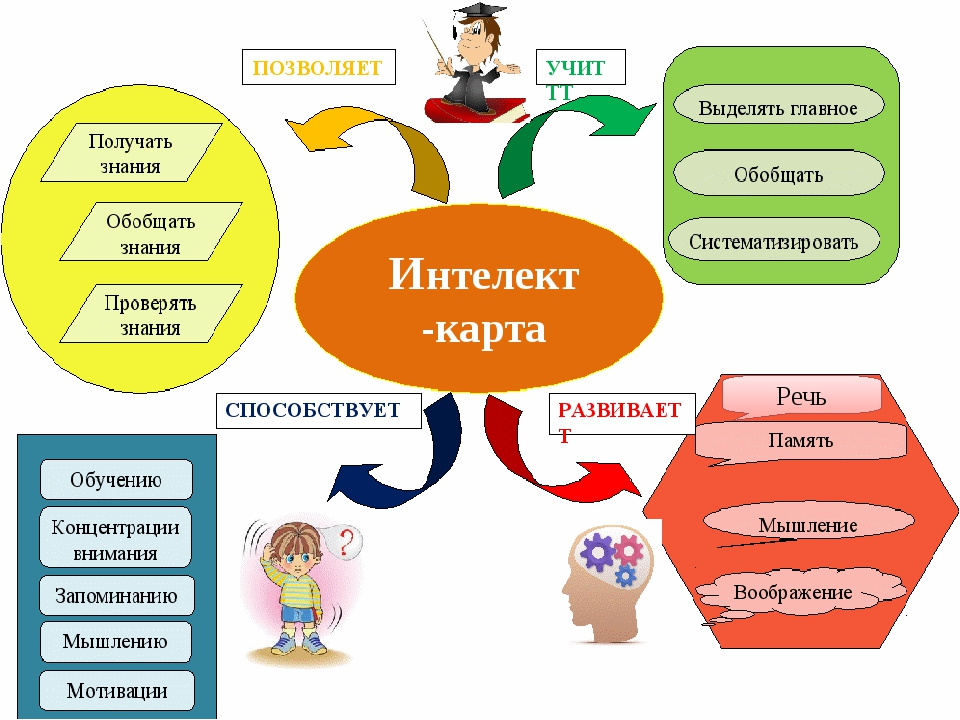 ПОЗВОЛЯЕТ
Получать
знания
Обобщать
знания
Проверять
знания
УЧИТ
ТТ
Выделять главное
Обобщать
Систематизировать
Интелект
-карта
СПОСОБСТВУЕТ
Обучению
Концентрации
внимания
Запоминанию
Мышлению
Мотивации
РАЗВИВАЕТ
Т
Речь
Память
Мышление
Воображение
?